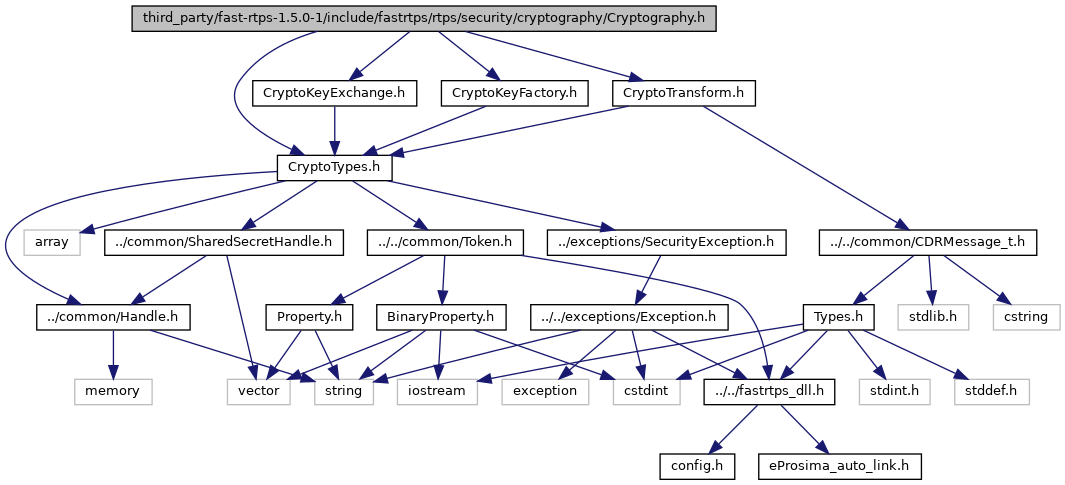 third_party/fast-rtps-1.5.0-1/include/fastrtps/rtps/security/cryptography/Cryptography.h
CryptoKeyExchange.h
CryptoKeyFactory.h
CryptoTransform.h
CryptoTypes.h
array
../common/SharedSecretHandle.h
../../common/Token.h
../exceptions/SecurityException.h
../../common/CDRMessage_t.h
../common/Handle.h
Property.h
BinaryProperty.h
../../exceptions/Exception.h
Types.h
stdlib.h
cstring
memory
vector
string
iostream
exception
cstdint
../../fastrtps_dll.h
stdint.h
stddef.h
config.h
eProsima_auto_link.h